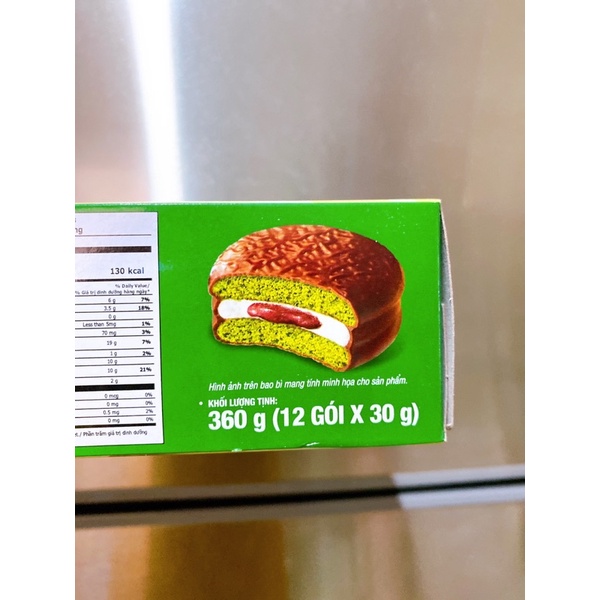 ng
130 kcal
% Daily Value/
% Giá trị dinh dưỡng hàng ngày*
6 g 7%
3.5 g 18%
0 g
Less than 5mg 1%
70 mg 3%
19 g 7%
1 g 2%
10 g
10 g 21%
2 g
0 mcg 0%
0 mg 0%
0.5 mg 2%
0 mg 0%
et / Phần trăm giá trị dinh dưỡng
Hình ảnh trên bao bì mang tính minh họa cho sản phẩm.
• KHỐI LƯỢNG TỊNH:
360 g (12 GÓI X 30 g)